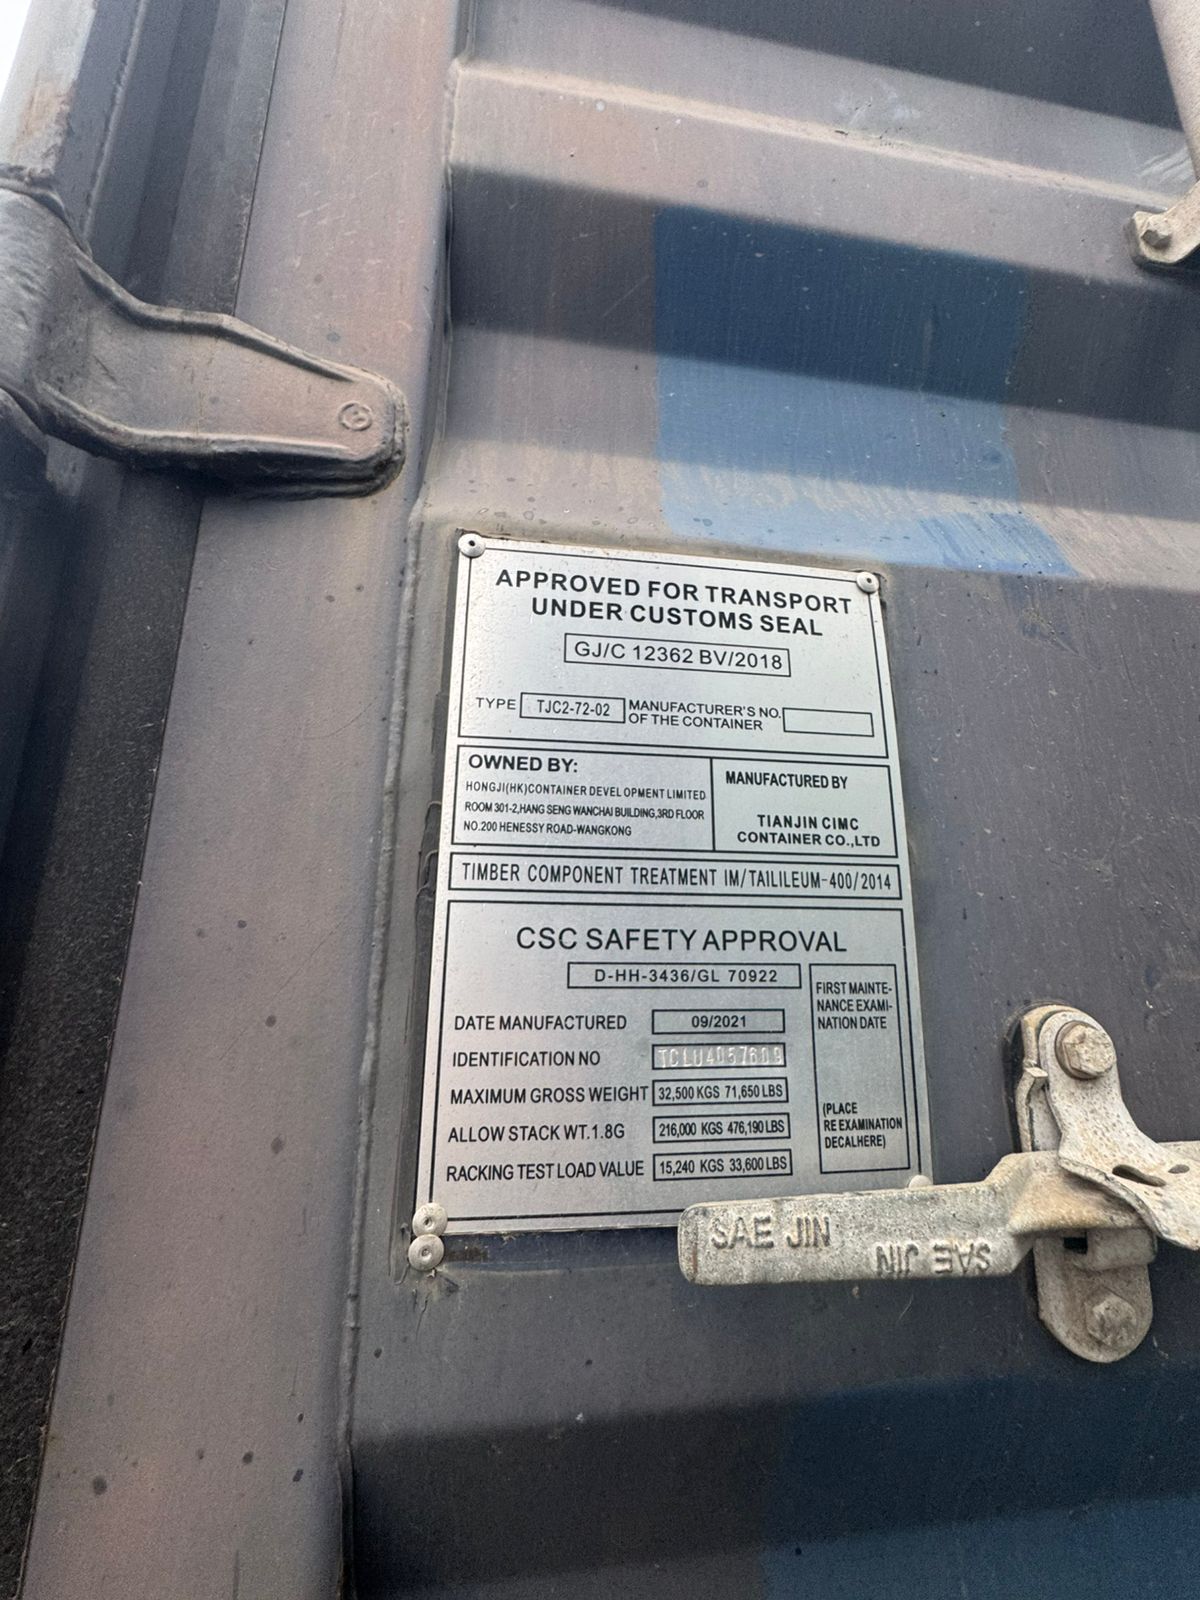 APPROVED FOR TRANSPORT
UNDER CUSTOMS SEAL
GJ/C 12362 BV/2018
TYPE TJC2-72-02 MANUFACTURER'S NO. OF THE CONTAINER
OWNED BY:
HONGJI(HK)CONTAINER DEVELOPMENT LIMITED
ROOM 301-2,HANG SENG WANCHAI BUILDING,3RD FLOOR
NO.200 HENESSY ROAD-WANGKONG
MANUFACTURED BY
TIANJIN CIMC
CONTAINER CO.,LTD
TIMBER COMPONENT TREATMENT IM/TAILILEUM-400/2014
CSC SAFETY APPROVAL
D-HH-3436/GL 70922
DATE MANUFACTURED 09/2021
IDENTIFICATION NO TCLU4057609
MAXIMUM GROSS WEIGHT 32,500 KGS 71,650 LBS
ALLOW STACK WT.1.8G 216,000 KGS 476,190 LBS
RACKING TEST LOAD VALUE 15,240 KGS 33,600 LBS
FIRST MAINTE-
NANCE EXAMI-
NATION DATE
(PLACE
RE EXAMINATION
DECALHERE)
SAE JIN
SAE JIN